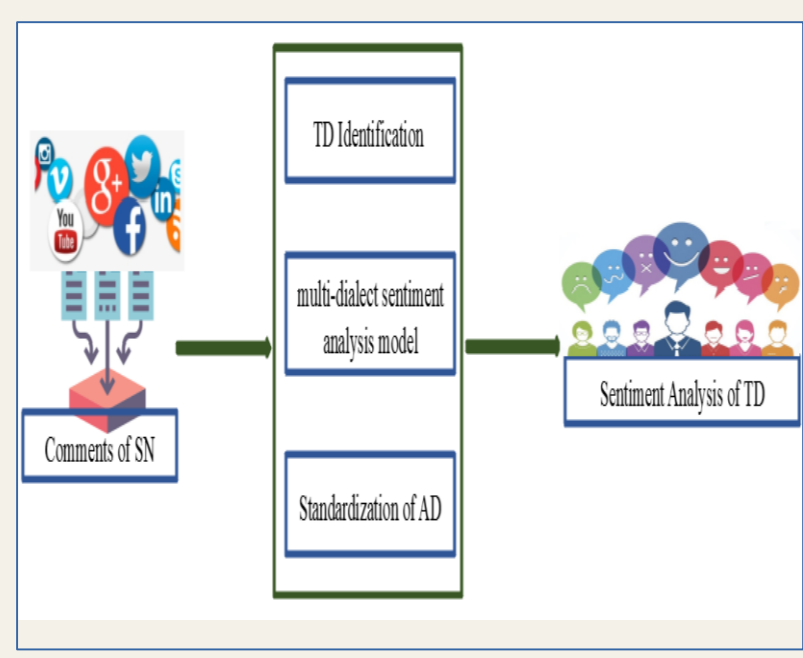 TD Identification
You
Tube
g+
f
in
multi-dialect sentiment
analysis model
Comments of SN
Standardization of AD
Sentiment Analysis of TD